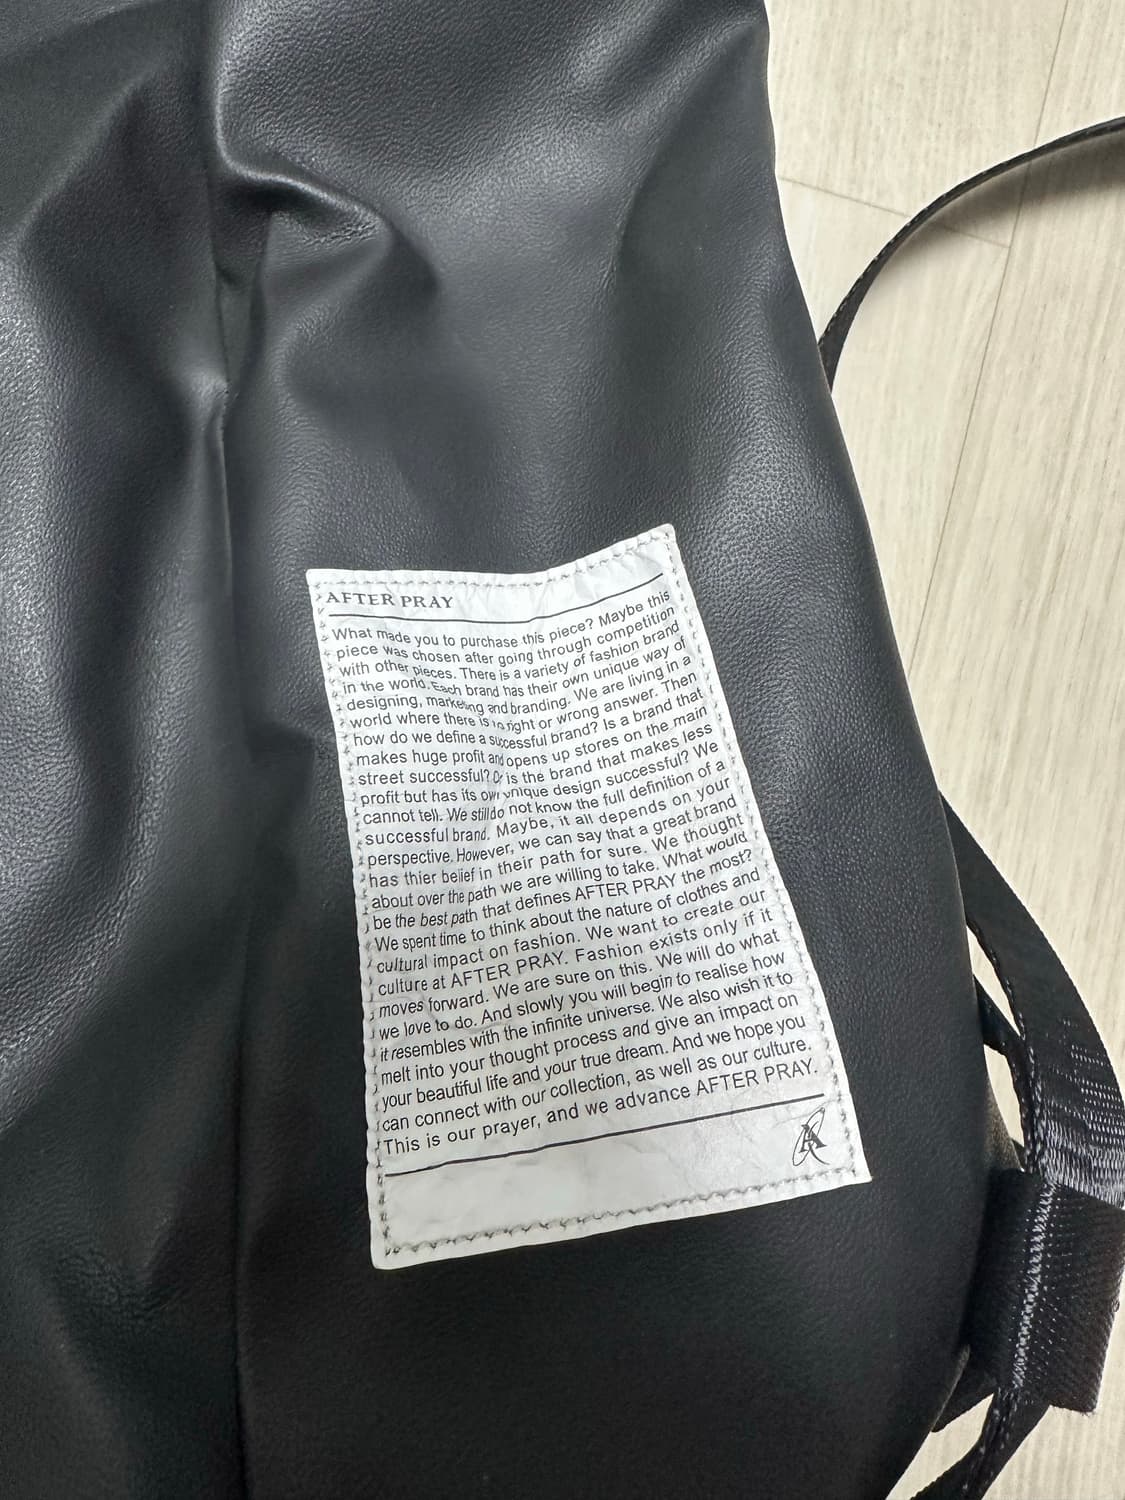 AFTER PRAY
What made you to purchase this piece? Maybe this
piece was chosen after going through competition
with other pieces. There is a variety of fashion brand
in the world. Each brand has their own unique way of
designing, marketing and branding. We are living in a
world where there is no right or wrong answer. Then
how do we define a successful brand? Is a brand that
makes huge profit and opens up stores on the main
street successful? Or is the brand that makes less
profit but has its own unique design successful? We
cannot tell. We still do not know the full definition of a
successful brand. Maybe, it all depends on your
perspective. However, we can say that a great brand
has thier belief in their path for sure. We thought
about over the path we are willing to take. What would
be the best path that defines AFTER PRAY the most?
We spent time to think about the nature of clothes and
cultural impact on fashion. We want to create our
culture at AFTER PRAY. Fashion exists only if it
moves forward. We are sure on this. We will do what
we love to do. And slowly you will begin to realise how
it resembles with the infinite universe. We also wish it to
melt into your thought process and give an impact on
your beautiful life and your true dream. And we hope you
can connect with our collection, as well as our culture.
This is our prayer, and we advance AFTER PRAY.
A